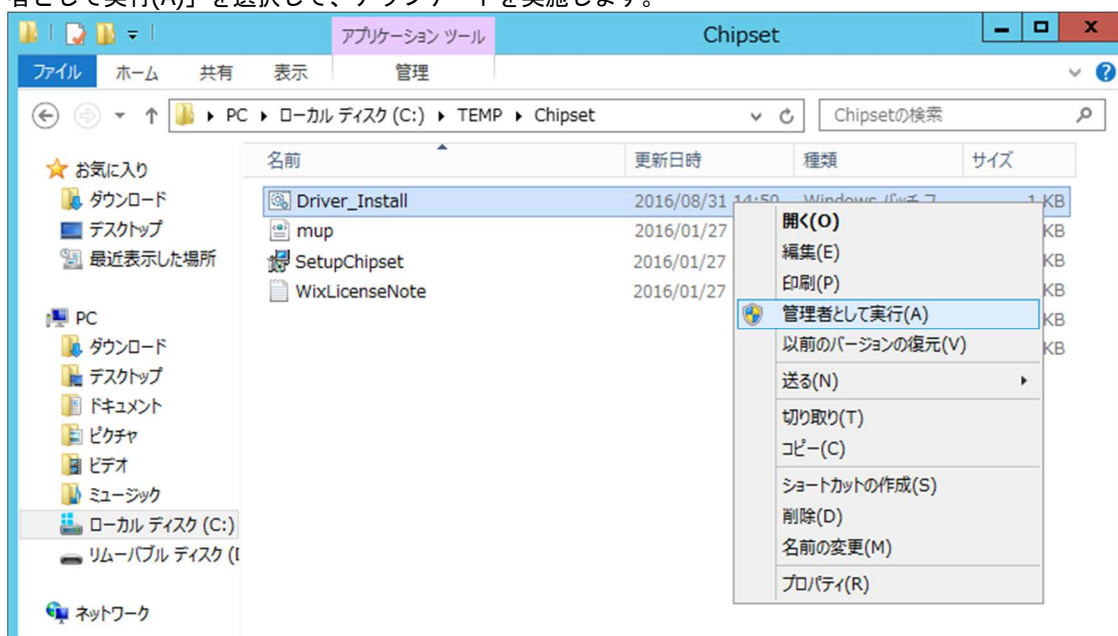 者として実行(A)」を選択して、アップデートを実施します。
アプリケーション ツール
Chipset
ファイル ホーム 共有 表示 管理
PC ▸ ローカル ディスク (C:) ▸ TEMP ▸ Chipset
Chipsetの検索
お気に入り
ダウンロード
デスクトップ
最近表示した場所
PC
ダウンロード
デスクトップ
ドキュメント
ピクチャ
ビデオ
ミュージック
ローカル ディスク (C:)
リムーバブル ディスク (
ネットワーク
名前 更新日時 種類 サイズ
Driver_Install 2016/08/31 14:50 Windows バッチ フ 1 KB
mup 2016/01/27 KB
SetupChipset 2016/01/27 KB
WixLicenseNote 2016/01/27 KB
KB
KB
開く(O)
編集(E)
印刷(P)
管理者として実行(A)
以前のバージョンの復元(V)
送る(N)
切り取り(T)
コピー(C)
ショートカットの作成(S)
削除(D)
名前の変更(M)
プロパティ(R)